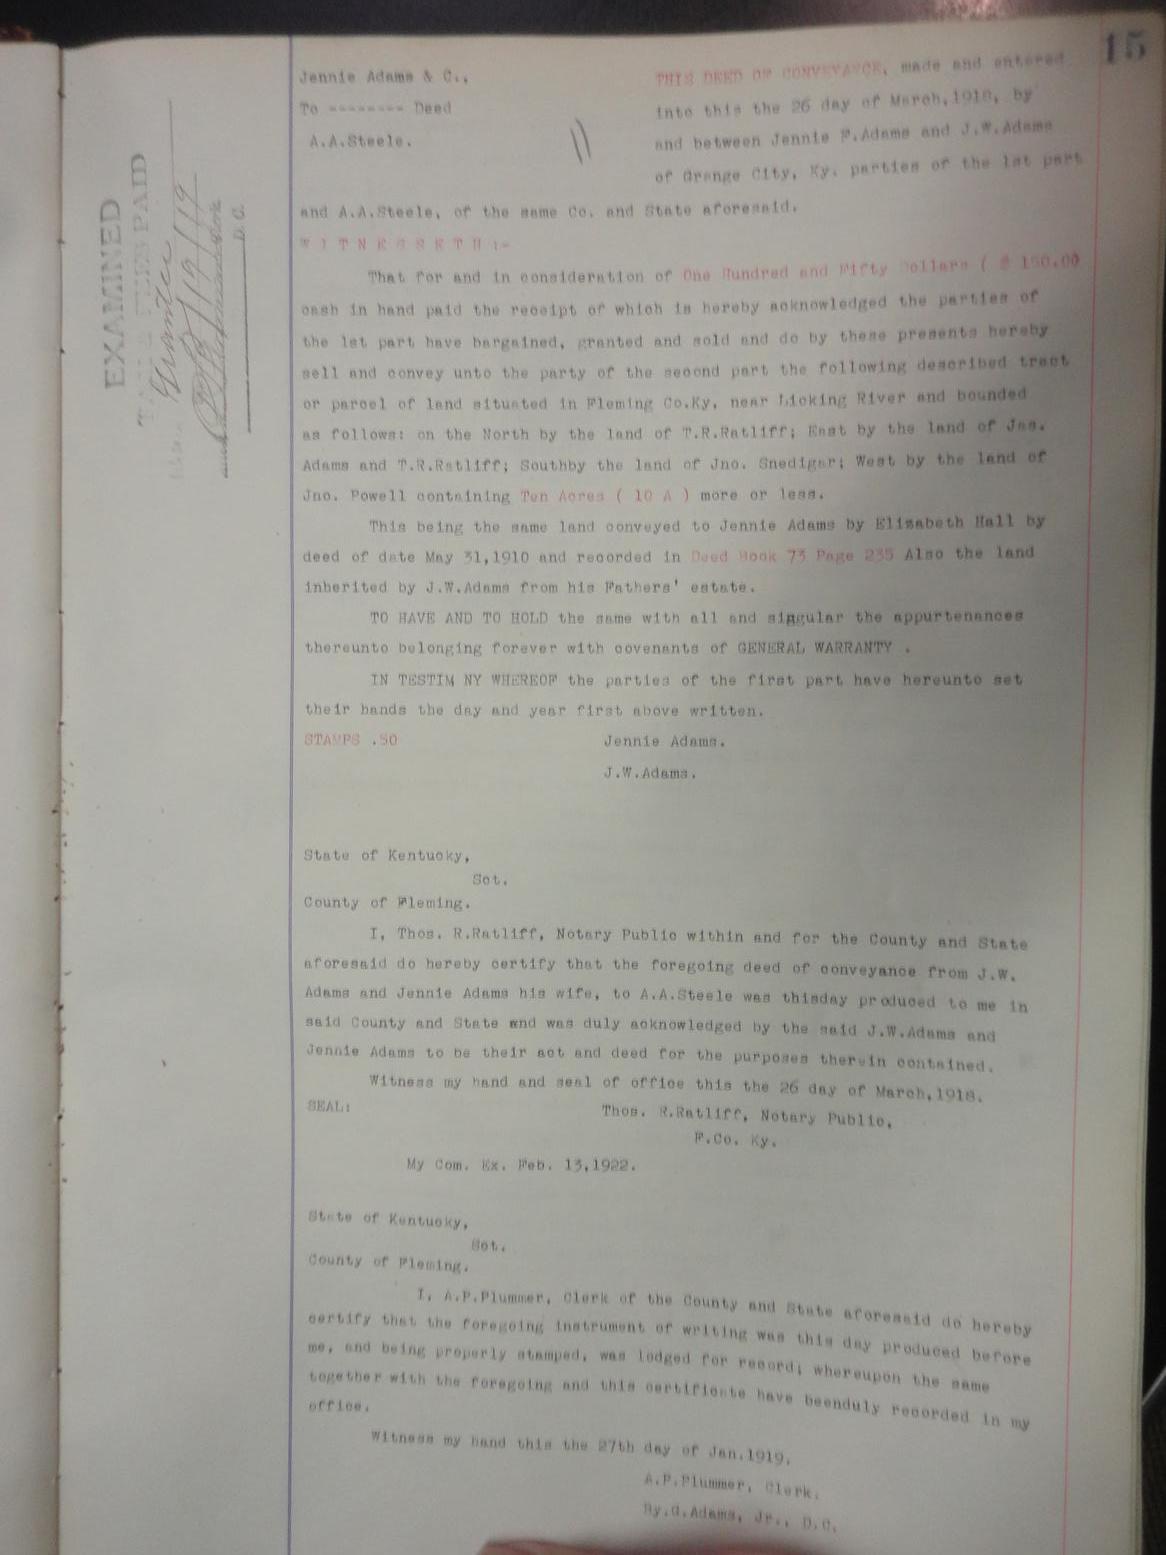 15
Jennie Adams & C.,
To -------- Deed
A.A.Steele.
THIS DEED OF CONVEYANCE, made and entered
into this the 26 day of March,1918, by
and between Jennie F.Adams and J.W.Adams
of Grange City, Ky. parties of the 1st part
and A.A.Steele, of the same Co. and State aforesaid.
W I T N E S S E T H :-
That for and in consideration of One Hundred and Fifty Dollars ( $ 150.00
cash in hand paid the receipt of which is hereby acknowledged the parties of
the 1st part have bargained, granted and sold and do by these presents hereby
sell and convey unto the party of the second part the following described tract
or parcel of land situated in Fleming Co.Ky, near Licking River and bounded
as follows: on the North by the land of T.R.Ratliff; East by the land of Jas.
Adams and T.R.Ratliff; Southby the land of Jno. Snedigar; West by the land of
Jno. Powell containing Ten Acres ( 10 A ) more or less.
This being the same land conveyed to Jennie Adams by Elizabeth Hall by
deed of date May 31,1910 and recorded in Deed Book 73 Page 235 Also the land
inherited by J.W.Adams from his Fathers' estate.
TO HAVE AND TO HOLD the same with all and singular the appurtenances
thereunto belonging forever with covenants of GENERAL WARRANTY .
IN TESTIM NY WHEREOF the parties of the first part have hereunto set
their hands the day and year first above written.
STAMPS .50
Jennie Adams.
J.W.Adams.
State of Kentucky,
Sct.
County of Fleming.
I, Thos. R.Ratliff, Notary Public within and for the County and State
aforesaid do hereby certify that the foregoing deed of conveyance from J.W.
Adams and Jennie Adams his wife, to A.A.Steele was thisday produced to me in
said County and State and was duly acknowledged by the said J.W.Adams and
Jennie Adams to be their act and deed for the purposes therein contained.
Witness my hand and seal of office this the 26 day of March,1918.
SEAL:
Thos. R.Ratliff, Notary Public,
F.Co. Ky.
My Com. Ex. Feb. 13,1922.
State of Kentucky,
Sct.
County of Fleming.
I, A.P.Plummer, Clerk of the County and State aforesaid do hereby
certify that the foregoing instrument of writing was this day produced before
me, and being properly stamped, was lodged for record; whereupon the same
together with the foregoing and this certificate have beenduly recorded in my
office.
Witness my hand this the 27th day of Jan.1919.
A.P.Plummer, Clerk.
By.G.Adams, Jr., D.C.
EXAMINED
PAID
D.C.